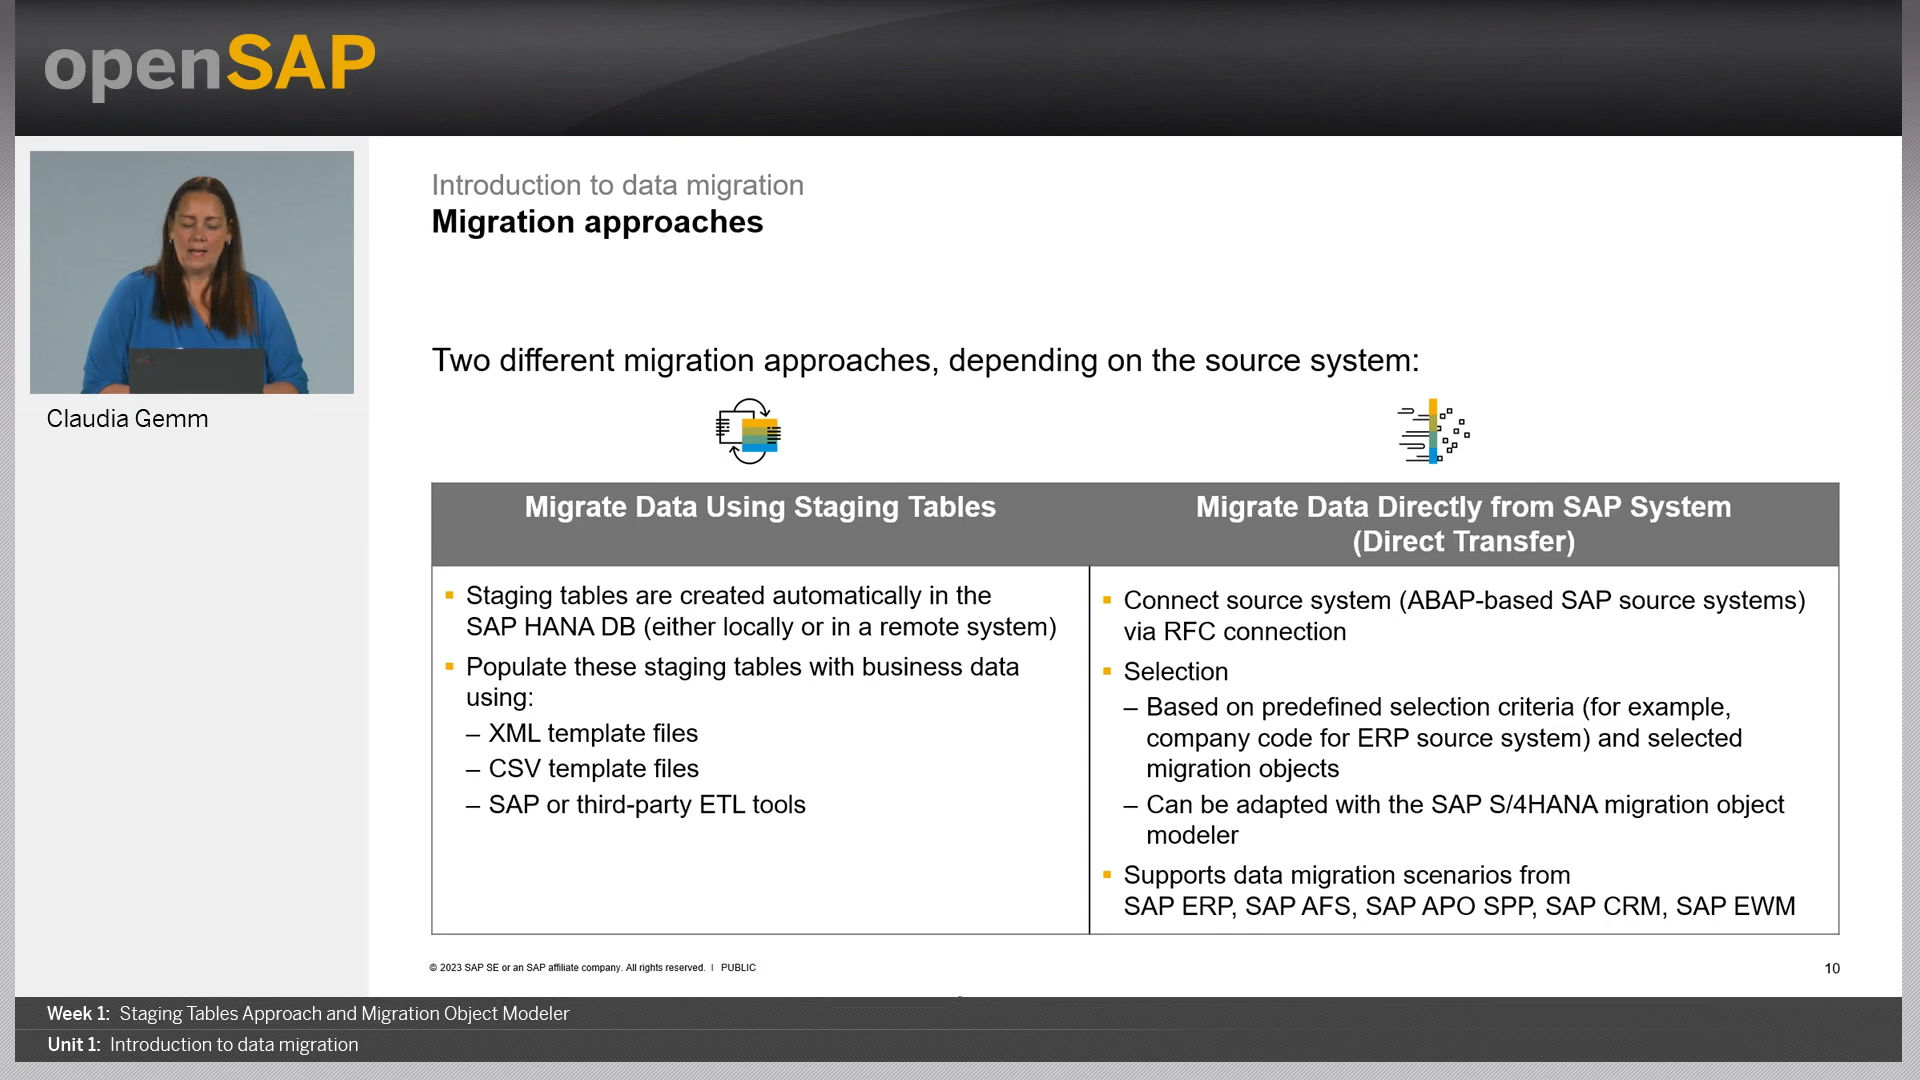 openSAP
Claudia Gemm
Introduction to data migration
Migration approaches
Two different migration approaches, depending on the source system:
Migrate Data Using Staging Tables
▪ Staging tables are created automatically in the
SAP HANA DB (either locally or in a remote system)
▪ Populate these staging tables with business data
using:
– XML template files
– CSV template files
– SAP or third-party ETL tools
Migrate Data Directly from SAP System
(Direct Transfer)
▪ Connect source system (ABAP-based SAP source systems)
via RFC connection
▪ Selection
– Based on predefined selection criteria (for example,
company code for ERP source system) and selected
migration objects
– Can be adapted with the SAP S/4HANA migration object
modeler
▪ Supports data migration scenarios from
SAP ERP, SAP AFS, SAP APO SPP, SAP CRM, SAP EWM
© 2023 SAP SE or an SAP affiliate company. All rights reserved. | PUBLIC
10
Week 1: Staging Tables Approach and Migration Object Modeler
Unit 1: Introduction to data migration